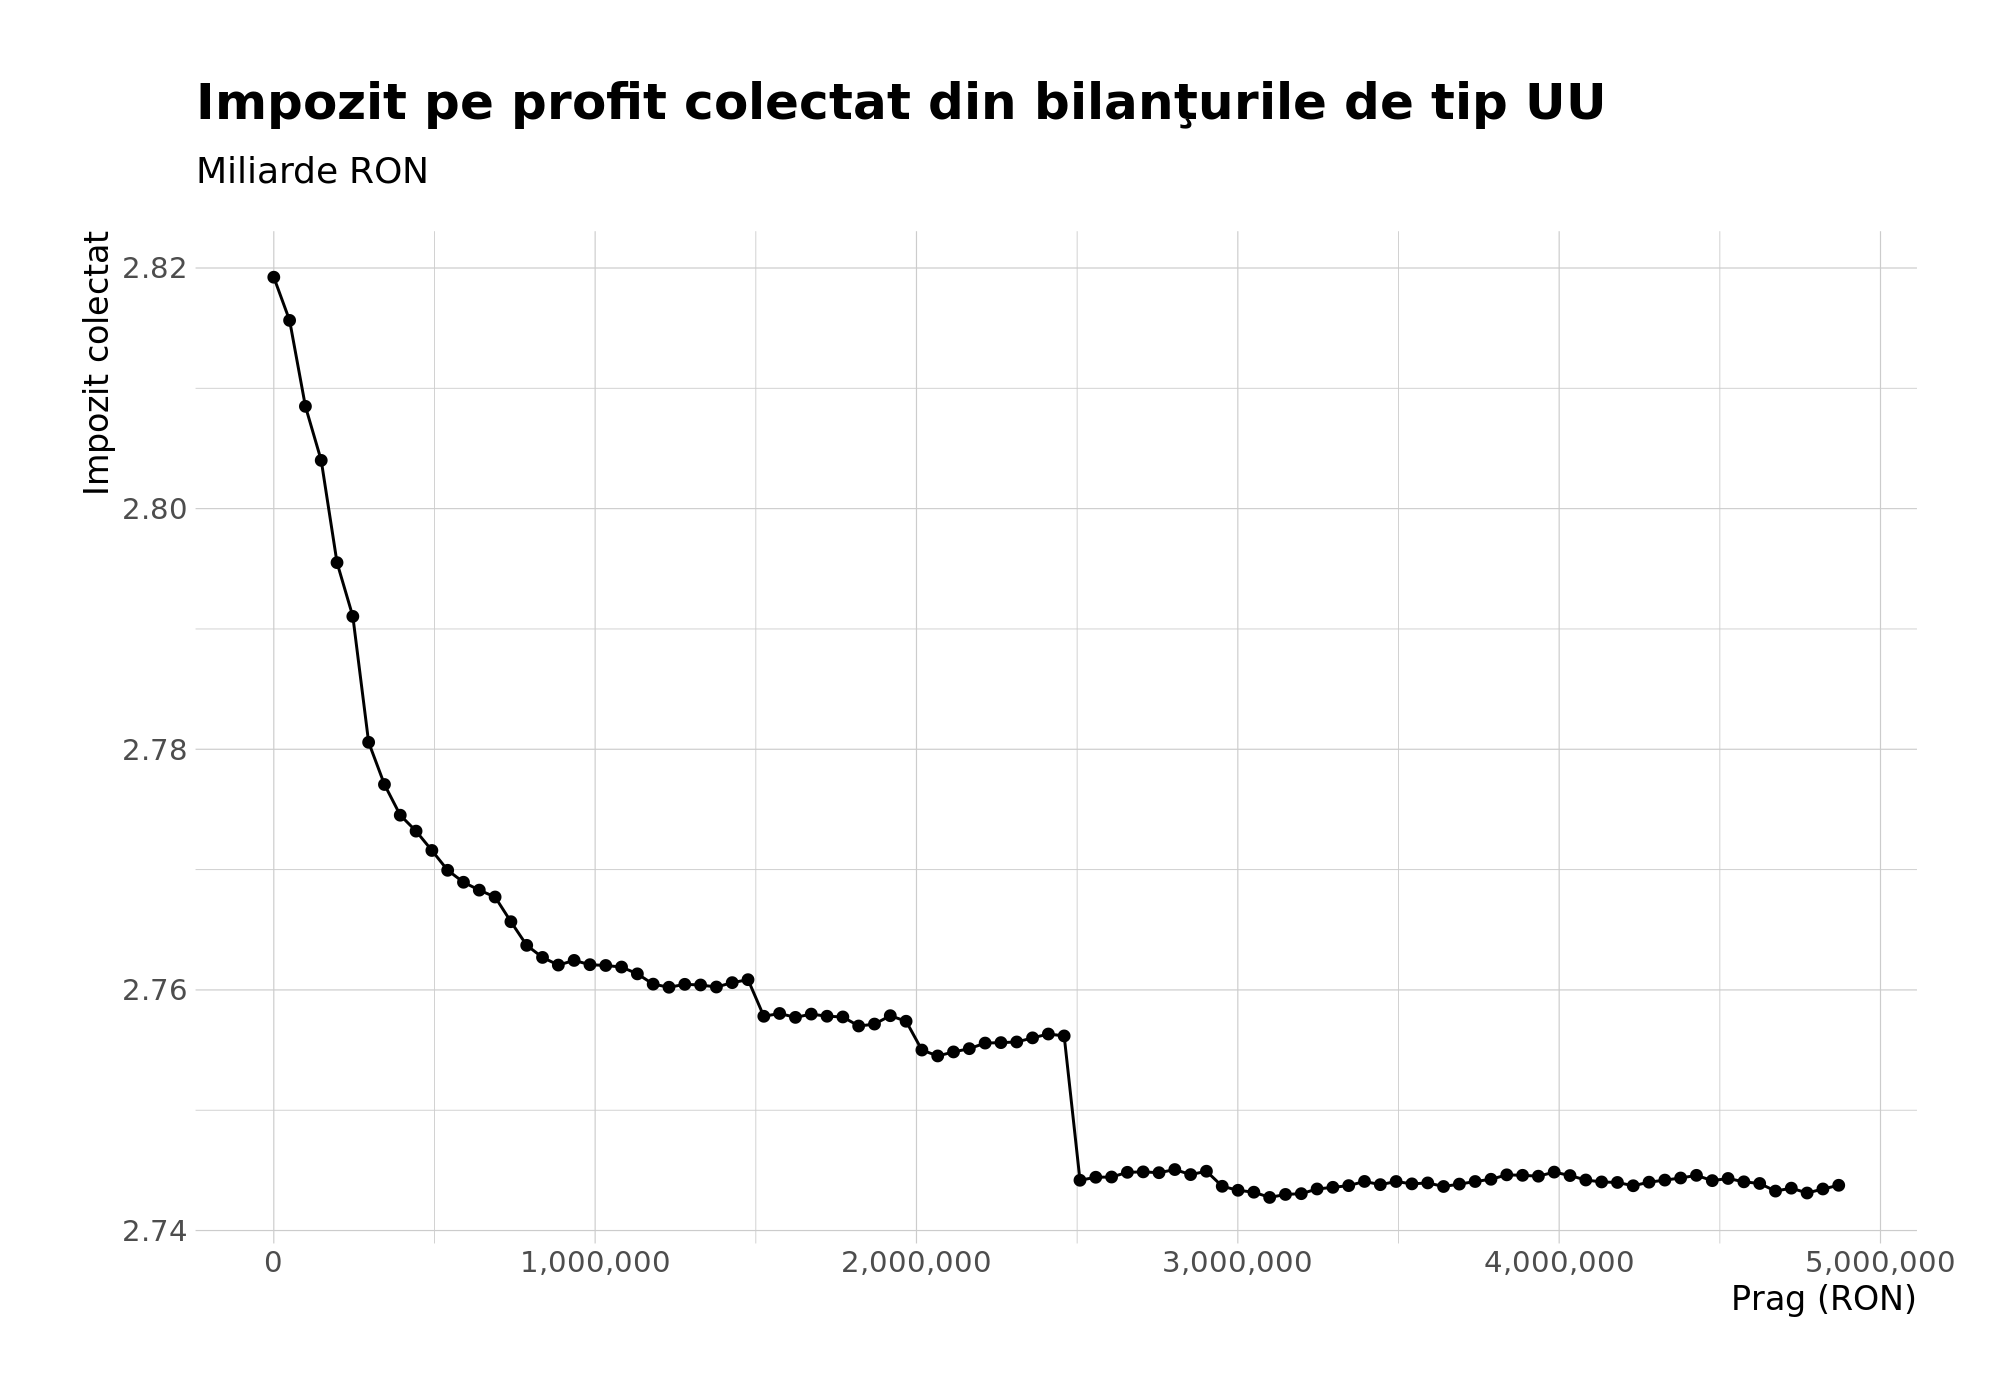 Impozit pe profit colectat din bilanţurile de tip UU
Miliarde RON
Impozit colectat
2.82
2.80
2.78
2.76
2.74
0
1,000,000
2,000,000
3,000,000
4,000,000
5,000,000
Prag (RON)